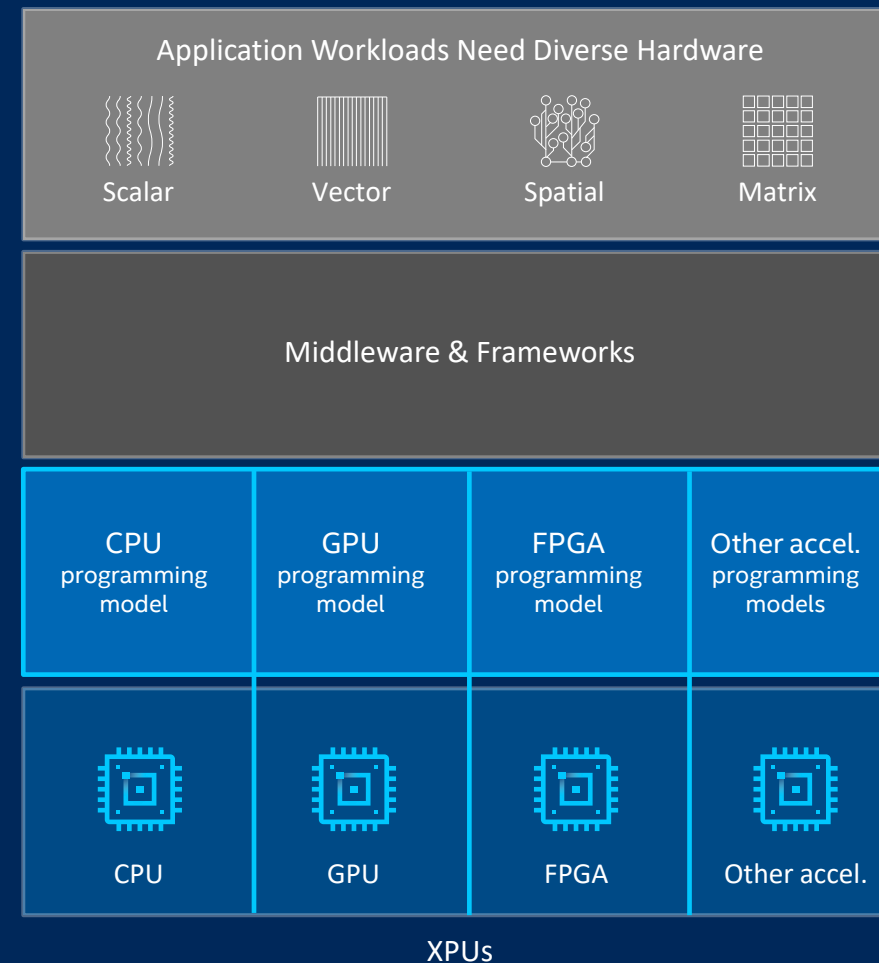 Application Workloads Need Diverse Hardware
Scalar
Vector
Spatial
Matrix
Middleware & Frameworks
CPU
programming
model
GPU
programming
model
FPGA
programming
model
Other accel.
programming
models
CPU
GPU
FPGA
Other accel.
XPUs